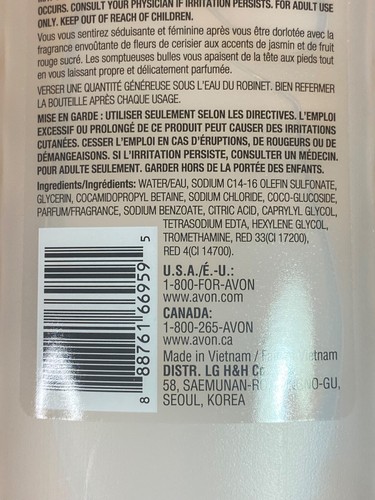 OCCURS. CONSULT YOUR PHYSICIAN IF IRRITATION PERSISTS. FOR ADULT USE
ONLY. KEEP OUT OF REACH OF CHILDREN.
Vous vous sentirez séduisante et féminine après vous être dorlotée avec la
fragrance envoûtante de fleurs de cerisier aux accents de jasmin et de fruit
rouge sucré. Les somptueuses bulles vous apaisent de la tête aux pieds tout
en vous laissant propre et délicatement parfumée.
VERSER UNE QUANTITÉ GÉNÉREUSE SOUS L'EAU DU ROBINET. BIEN REFERMER
LA BOUTEILLE APRÈS CHAQUE USAGE.
MISE EN GARDE : UTILISER SEULEMENT SELON LES DIRECTIVES. L'EMPLOI
EXCESSIF OU PROLONGÉ DE CE PRODUIT PEUT CAUSER DES IRRITATIONS
CUTANÉES. CESSER L'EMPLOI EN CAS D'ÉRUPTIONS, DE ROUGEURS OU DE
DÉMANGEAISONS. SI L'IRRITATION PERSISTE, CONSULTER UN MÉDECIN.
POUR ADULTE SEULEMENT. GARDER HORS DE LA PORTÉE DES ENFANTS.
Ingredients/Ingrédients: WATER/EAU, SODIUM C14-16 OLEFIN SULFONATE,
GLYCERIN, COCAMIDOPROPYL BETAINE, SODIUM CHLORIDE, COCO-GLUCOSIDE,
PARFUM/FRAGRANCE, SODIUM BENZOATE, CITRIC ACID, CAPRYLYL GLYCOL,
TETRASODIUM EDTA, HEXYLENE GLYCOL,
TROMETHAMINE, RED 33(CI 17200),
RED 4(CI 14700).
8 88761 66959 5
U.S.A./É.-U.:
1-800-FOR-AVON
www.avon.com
CANADA:
1-800-265-AVON
www.avon.ca
Made in Vietnam / Vietnam
DISTR. LG H&H
58, SAEMUNAN-
SEOUL, KOREA